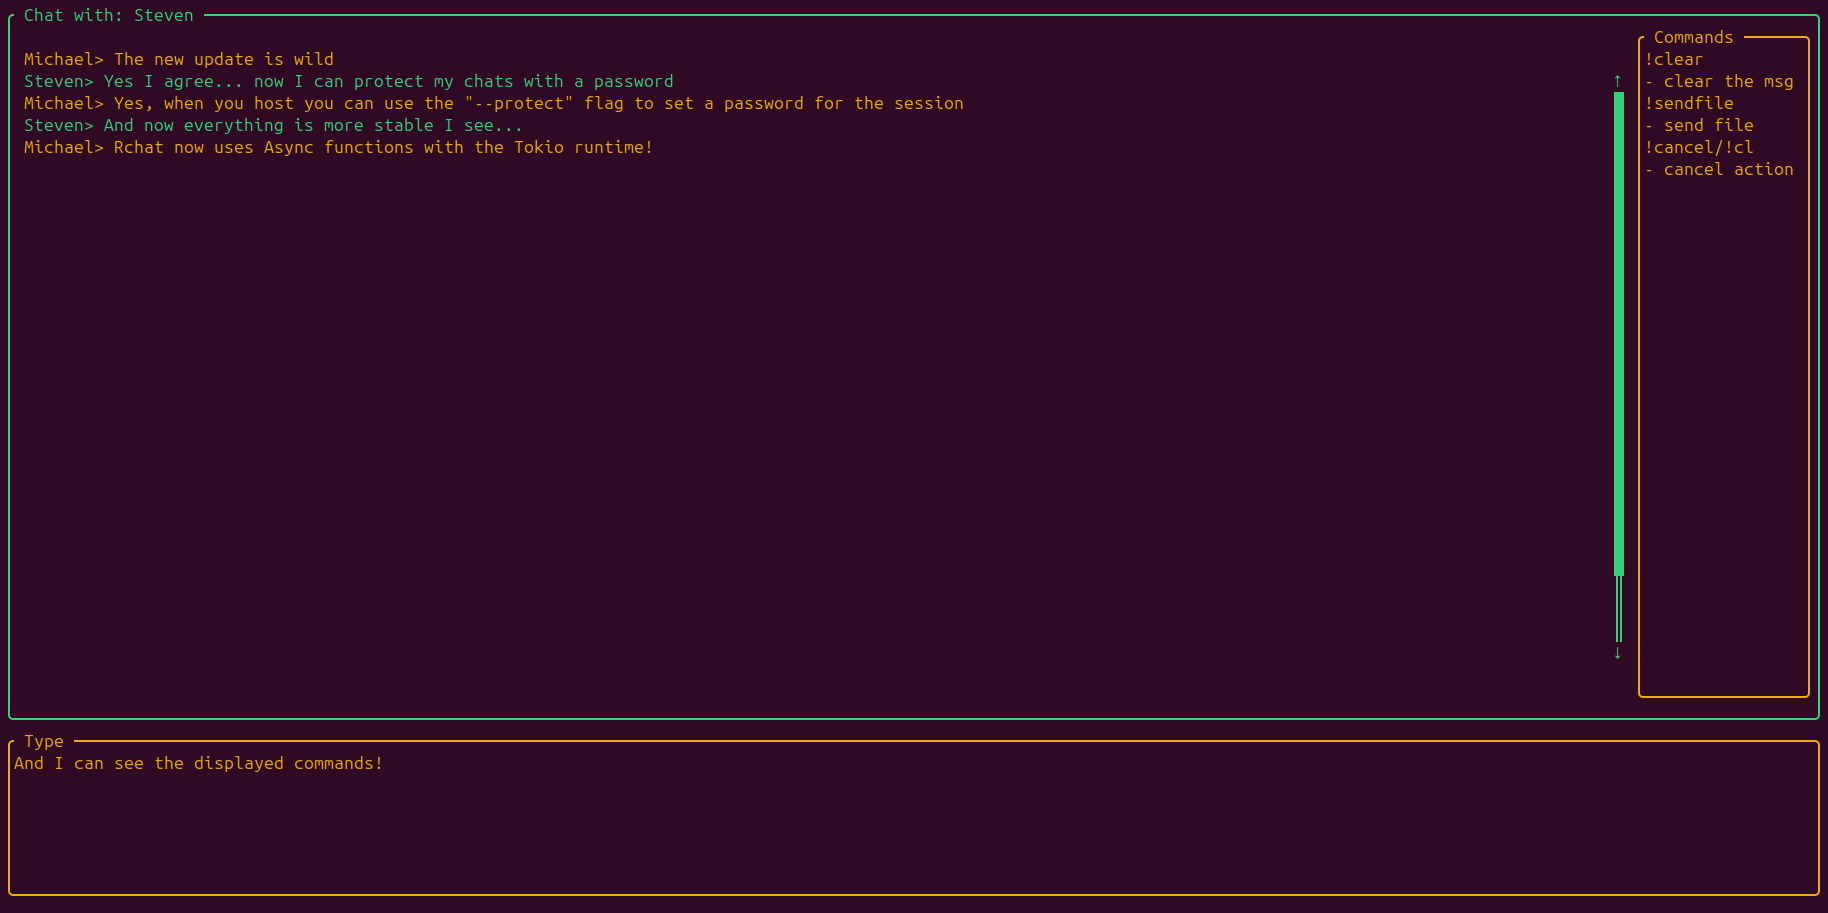 Chat with: Steven
Michael> The new update is wild
Steven> Yes I agree... now I can protect my chats with a password
Michael> Yes, when you host you can use the "--protect" flag to set a password for the session
Steven> And now everything is more stable I see...
Michael> Rchat now uses Async functions with the Tokio runtime!
↑
↓
Commands
!clear
- clear the msg
!sendfile
- send file
!cancel/!cl
- cancel action
Type
And I can see the displayed commands!